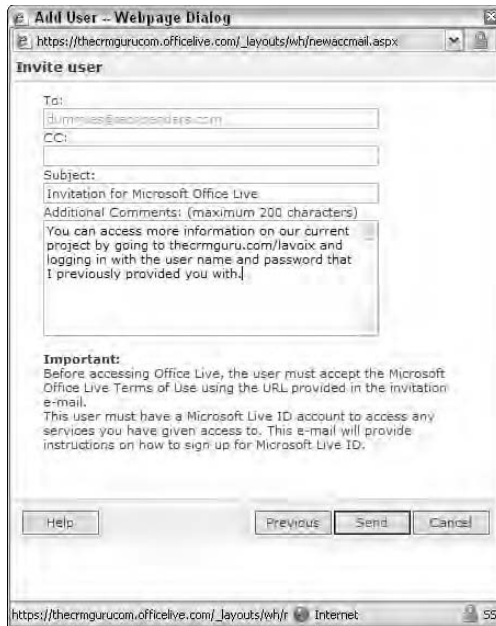 Add User -- Webpage Dialog
https://thecrmgurucom.officelive.com/_layouts/wh/newaccmail.aspx
Invite user
To:
CC:
Subject:
Invitation for Microsoft Office Live
Additional Comments: (maximum 200 characters)
You can access more information on our current
project by going to thecrmguru.com/lavoix and
logging in with the user name and password that
I previously provided you with.
Important:
Before accessing Office Live, the user must accept the Microsoft
Office Live Terms of Use using the URL provided in the invitation
e-mail.
This user must have a Microsoft Live ID account to access any
services you have given access to. This e-mail will provide
instructions on how to sign up for Microsoft Live ID.
Help Previous Send Cancel
https://thecrmgurucom.officelive.com/_layouts/wh/r Internet